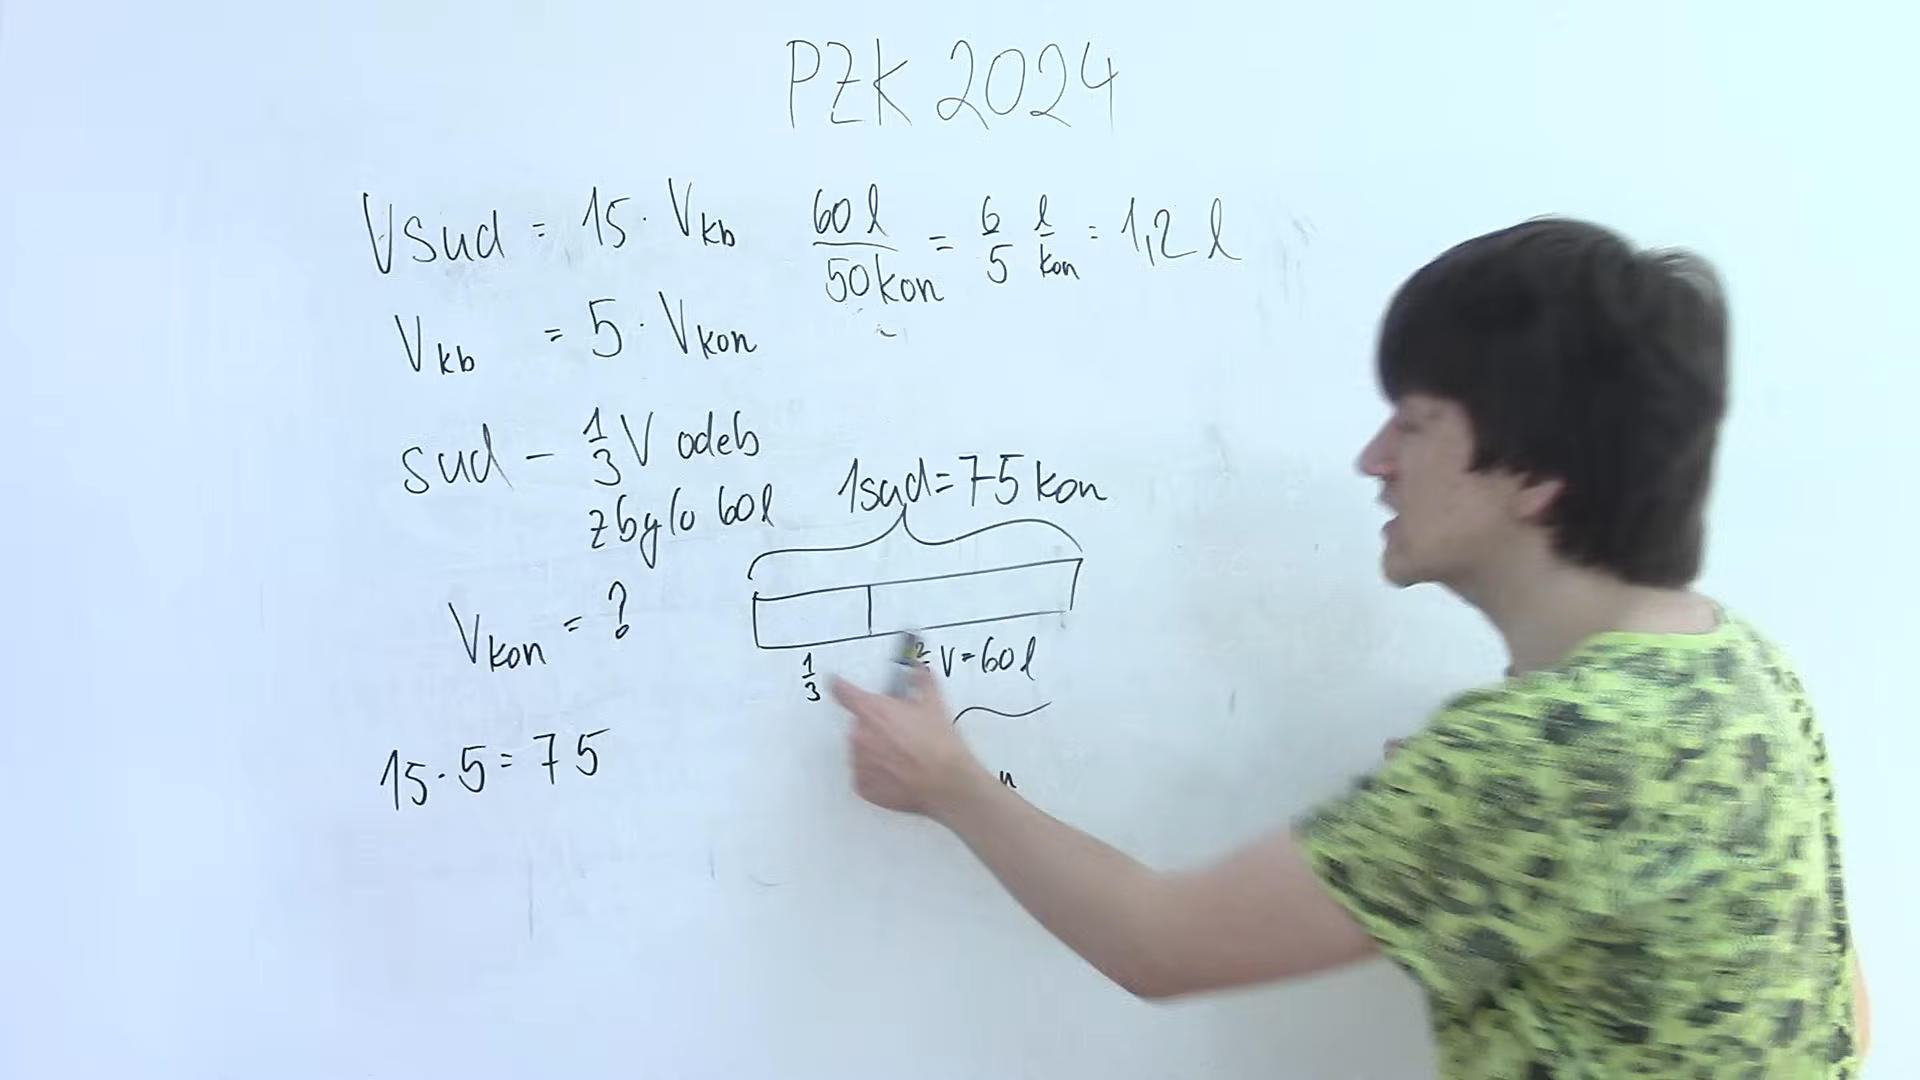 PZK 2024
Vsud = 15 · Vkb
60 l / 50 kon = 6/5 l/kon = 1,2 l
Vkb = 5 · Vkon
sud – 1/3 V odeb
zbylo 60 l
1 sud = 75 kon
Vkon = ?
1/3
V = 60 l
15 · 5 = 75